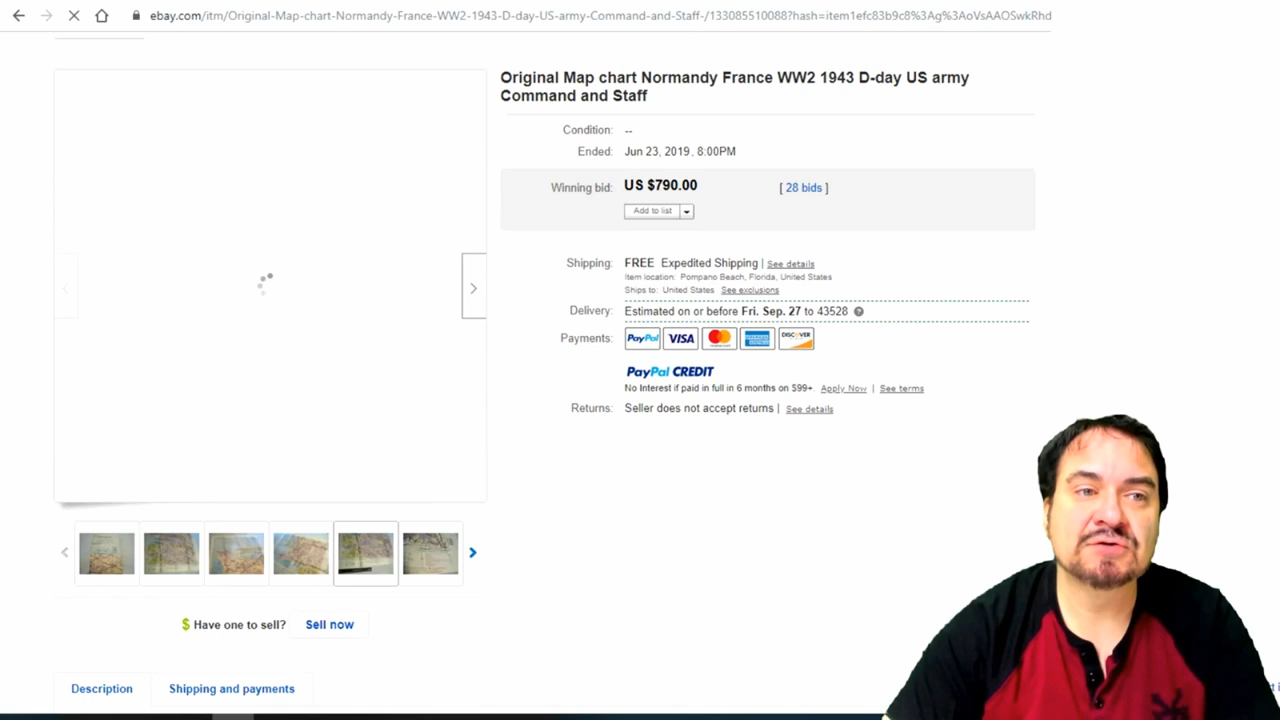 ebay.com/itm/Original-Map-chart-Normandy-France-WW2-1943-D-day-US-army-Command-and-Staff-/133085510088?hash=item1efc83b9c8%3Ag%3AoVsAAOSwkRhd
Original Map chart Normandy France WW2 1943 D-day US army
Command and Staff
Condition: --
Ended: Jun 23, 2019 , 8:00PM
Winning bid: US $790.00 [ 28 bids ]
Add to list
Shipping: FREE Expedited Shipping | See details
Item location: Pompano Beach, Florida, United States
Ships to: United States See exclusions
Delivery: Estimated on or before Fri. Sep. 27 to 43528 ?
Payments: PayPal VISA MasterCard AMERICAN EXPRESS DISCOVER
PayPal CREDIT
No Interest if paid in full in 6 months on $99+. Apply Now | See terms
Returns: Seller does not accept returns | See details
$ Have one to sell? Sell now
Description Shipping and payments